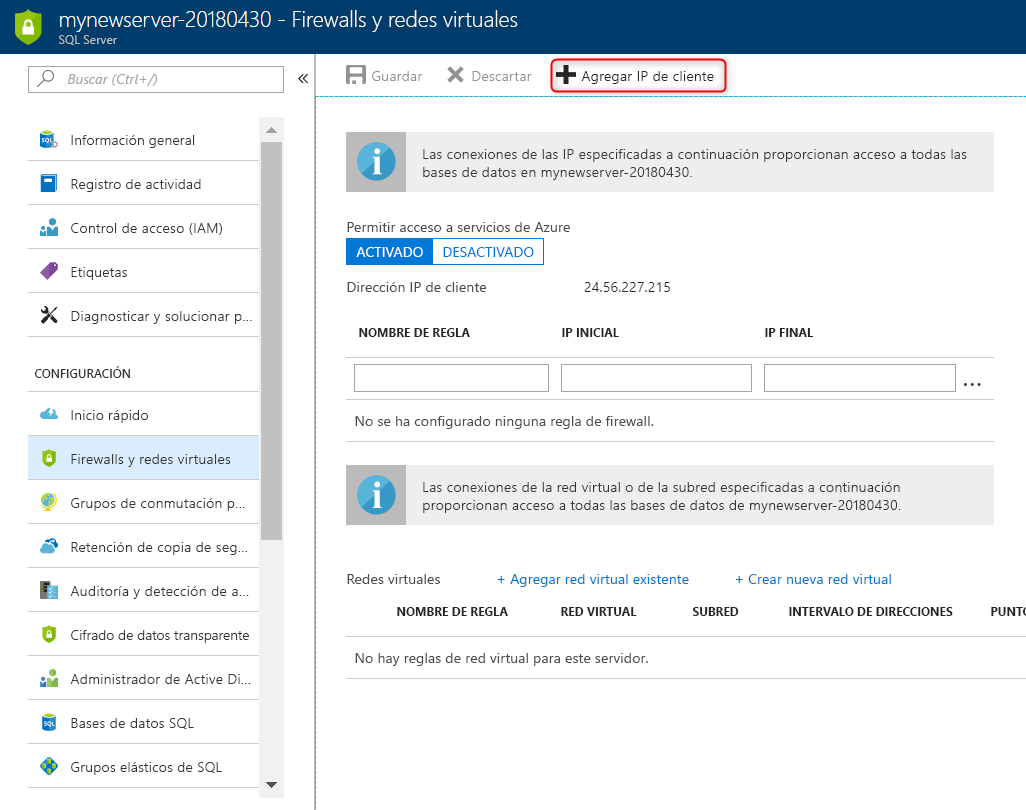 mynewserver-20180430 - Firewalls y redes virtuales
SQL Server
Buscar (Ctrl+/)
«
Información general
Registro de actividad
Control de acceso (IAM)
Etiquetas
Diagnosticar y solucionar p...
CONFIGURACIÓN
Inicio rápido
Firewalls y redes virtuales
Grupos de conmutación p...
Retención de copia de seg...
Auditoría y detección de a...
Cifrado de datos transparente
Administrador de Active Di...
Bases de datos SQL
Grupos elásticos de SQL
Guardar Descartar Agregar IP de cliente
Las conexiones de las IP especificadas a continuación proporcionan acceso a todas las
bases de datos en mynewserver-20180430.
Permitir acceso a servicios de Azure
ACTIVADO DESACTIVADO
Dirección IP de cliente 24.56.227.215
NOMBRE DE REGLA IP INICIAL IP FINAL
...
No se ha configurado ninguna regla de firewall.
Las conexiones de la red virtual o de la subred especificadas a continuación
proporcionan acceso a todas las bases de datos de mynewserver-20180430.
Redes virtuales + Agregar red virtual existente + Crear nueva red virtual
NOMBRE DE REGLA RED VIRTUAL SUBRED INTERVALO DE DIRECCIONES PUNTO
No hay reglas de red virtual para este servidor.